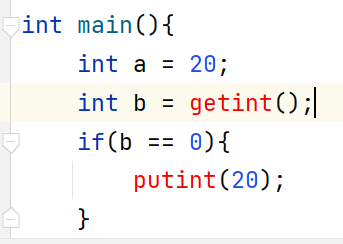 int main(){
    int a = 20;
    int b = getint();
    if(b == 0){
        putint(20);
    }